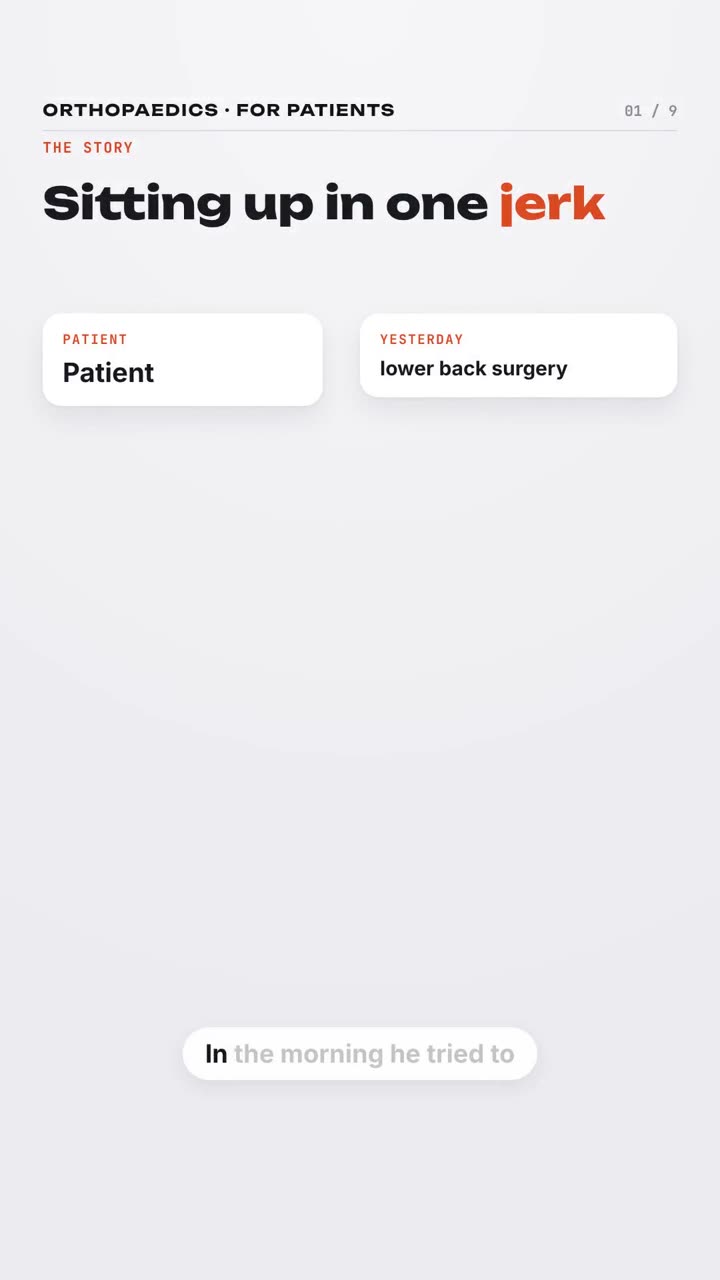 ORTHOPAEDICS · FOR PATIENTS
01 / 9
THE STORY
Sitting up in one jerk
PATIENT
Patient
YESTERDAY
lower back surgery
In the morning he tried to